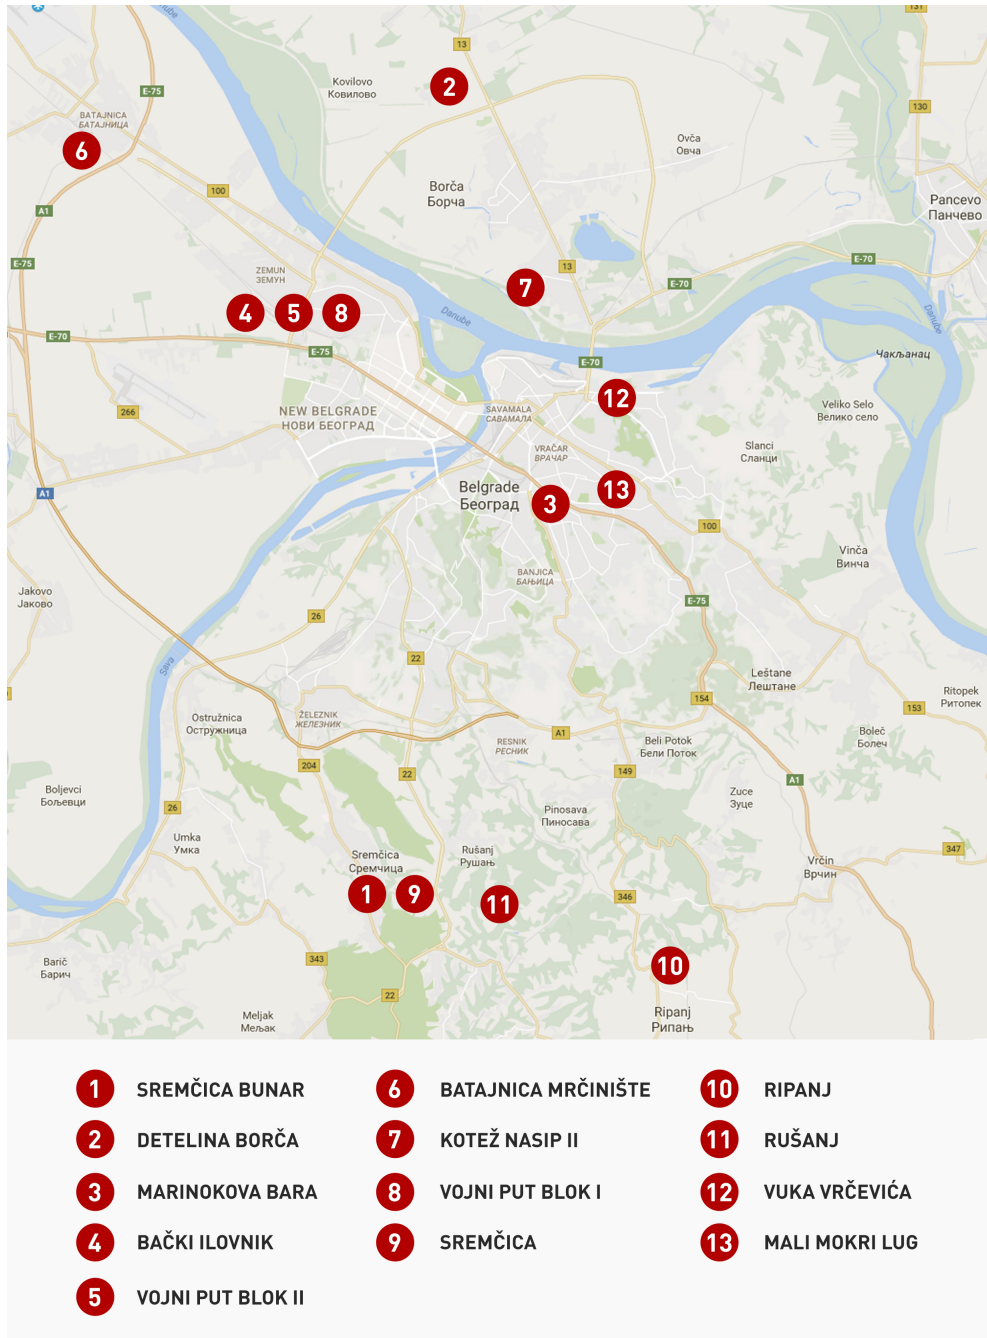 131
13
Kovilovo
Ковилово
2
E-75
130
BATAJNICA
БАТАЈНИЦА
6
Ovča
Овча
100
Borča
Борча
Pancevo
Панчево
A1
E-75
ZEMUN
ЗЕМУН
13
E-70
E-70
7
4
5
8
Danube
Danube
E-70
E-75
E-70
Чакљанац
12
266
NEW BELGRADE
НОВИ БЕОГРАД
SAVAMALA
САВАМАЛА
Veliko Selo
Велико село
VRAČAR
ВРАЧАР
Slanci
Сланци
A1
Belgrade
Београд
3
13
100
Vinča
Винча
BANJICA
БАЊИЦА
Jakovo
Јаково
E-75
26
Sava
22
Leštane
Лештане
Ritopek
Ритопек
154
153
Ostružnica
Остружница
ŽELEZNIK
ЖЕЛЕЗНИК
A1
RESNIK
РЕСНИК
Beli Potok
Бели Поток
Boleč
Болеч
204
22
149
A1
Boljevci
Бољевци
26
Zuce
Зуце
Pinosava
Пиносава
Umka
Умка
Sremčica
Сремчица
Rušanj
Рушањ
347
Vrčin
Врчин
1
9
11
346
Barič
Барич
343
10
22
Meljak
Мељак
Ripanj
Рипањ
1 SREMČICA BUNAR
2 DETELINA BORČA
3 MARINOKOVA BARA
4 BAČKI ILOVNIK
5 VOJNI PUT BLOK II
6 BATAJNICA MRČINIŠTE
7 KOTEŽ NASIP II
8 VOJNI PUT BLOK I
9 SREMČICA
10 RIPANJ
11 RUŠANJ
12 VUKA VRČEVIĆA
13 MALI MOKRI LUG